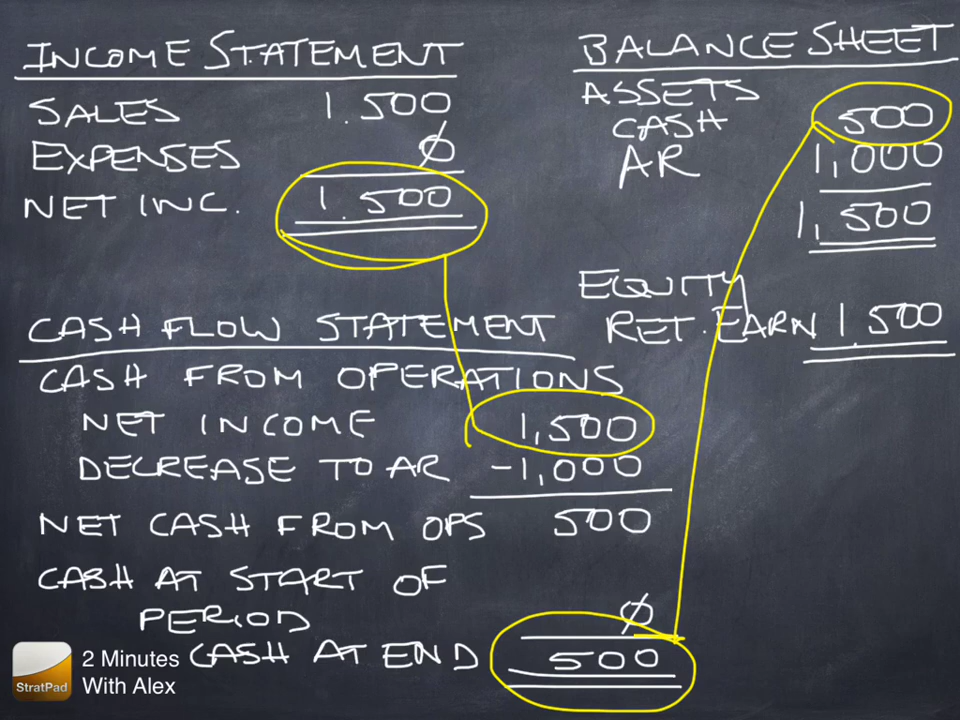 INCOME STATEMENT
SALES 1.500
EXPENSES Ø
NET INC. 1.500
BALANCE SHEET
ASSETS
CASH 500
AR 1,000
1,500
EQUITY
RET. EARN 1.500
CASH FLOW STATEMENT
CASH FROM OPERATIONS
NET INCOME 1,500
DECREASE TO AR -1,000
NET CASH FROM OPS 500
CASH AT START OF
PERIOD Ø
CASH AT END 500
StratPad
2 Minutes
With Alex